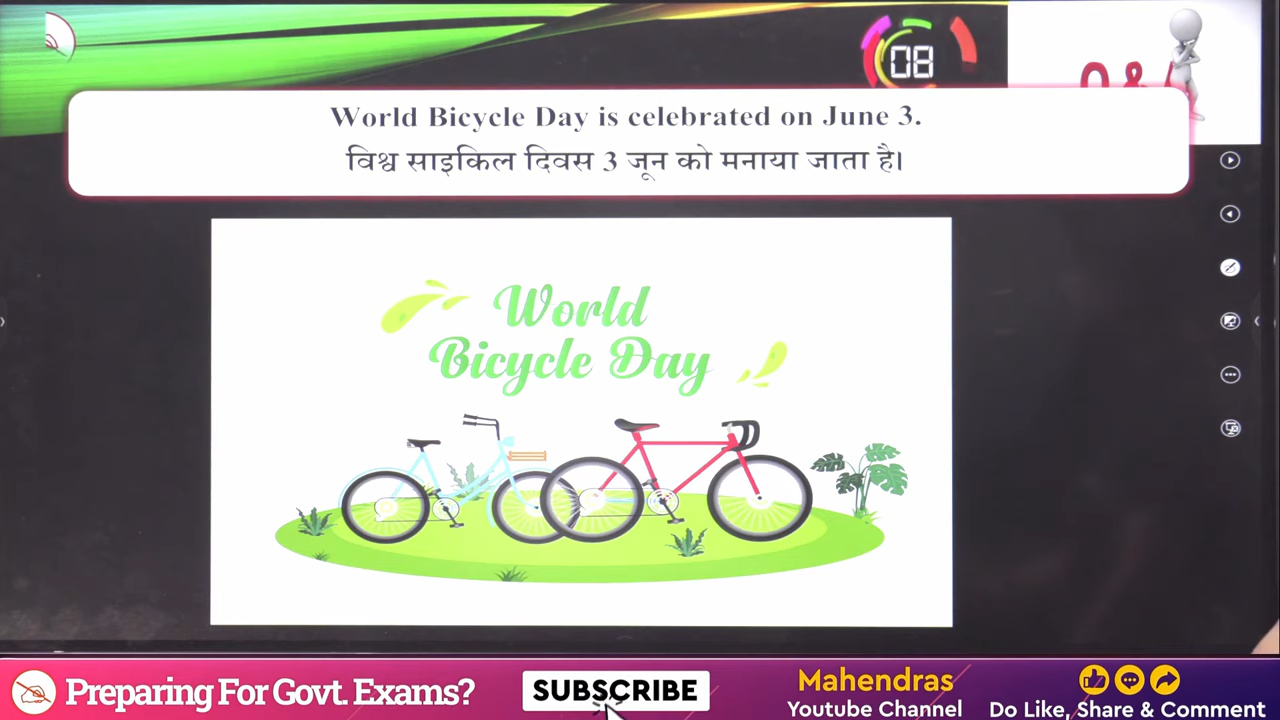 08
Q & A
World Bicycle Day is celebrated on June 3.
विश्व साइकिल दिवस 3 जून को मनाया जाता है।
World
Bicycle Day
Preparing For Govt. Exams?
SUBSCRIBE
Mahendras
Youtube Channel
Do Like, Share & Comment